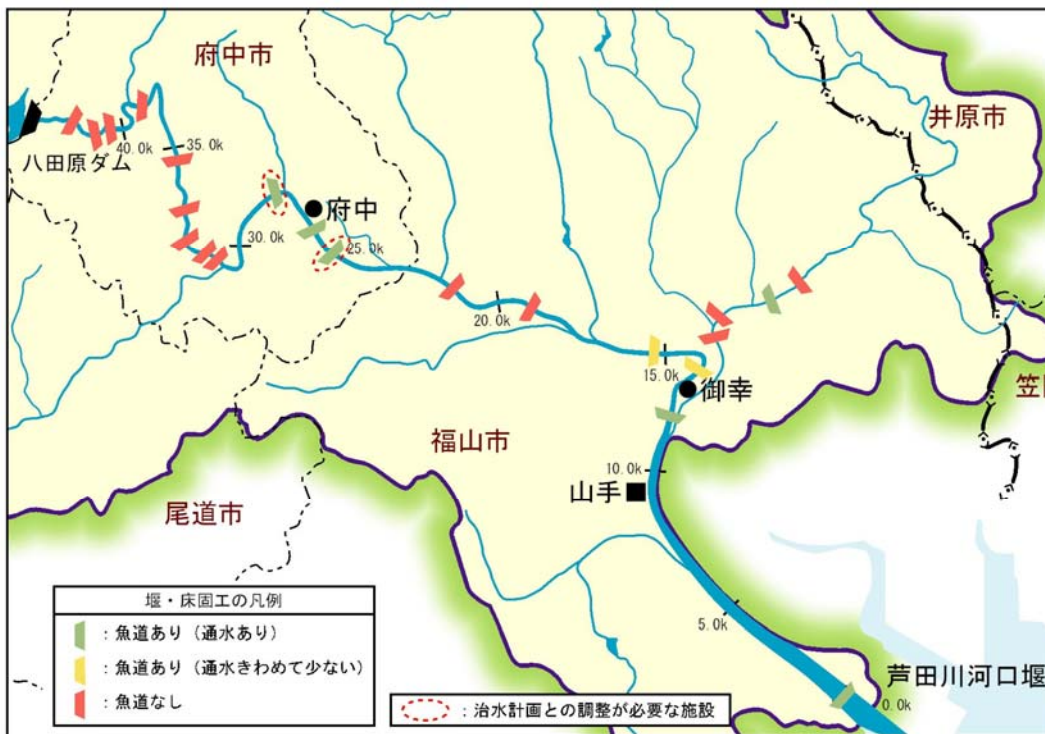 府中市
井原市
40.0k
35.0k
八田原ダム
府中
30.0k
25.0k
20.0k
15.0k
御幸
福山市
10.0k
山手
尾道市
堰・床固工の凡例
：魚道あり（通水あり）
：魚道あり（通水きわめて少ない）
：魚道なし
：治水計画との調整が必要な施設
5.0k
芦田川河口堰
0.0k